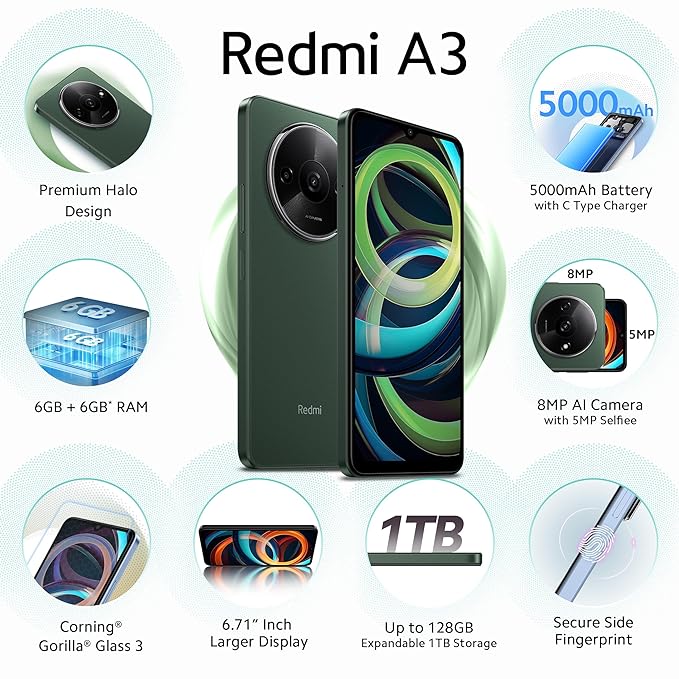 Redmi A3
Premium Halo
Design
5000mAh
5000mAh Battery
with C Type Charger
6GB
6GB
6GB + 6GB* RAM
Redmi
8MP
5MP
8MP AI Camera
with 5MP Selfiee
Corning®
Gorilla® Glass 3
6.71” Inch
Larger Display
1TB
Up to 128GB
Expandable 1TB Storage
Secure Side
Fingerprint